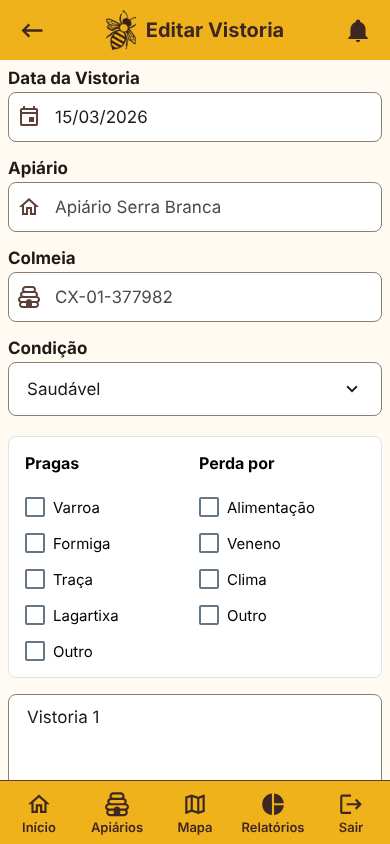 Editar Vistoria
Data da Vistoria
15/03/2026
Apiário
Apiário Serra Branca
Colmeia
CX-01-377982
Condição
Saudável
Pragas
Varroa
Formiga
Traça
Lagartixa
Outro
Perda por
Alimentação
Veneno
Clima
Outro
Vistoria 1
Início Apiários Mapa Relatórios Sair